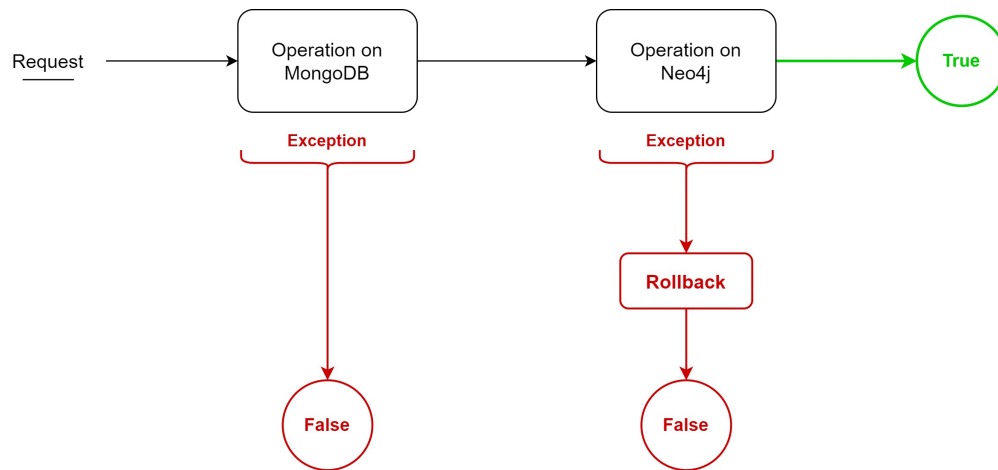 Request
Operation on
MongoDB
Operation on
Neo4j
True
Exception
Exception
Rollback
False
False